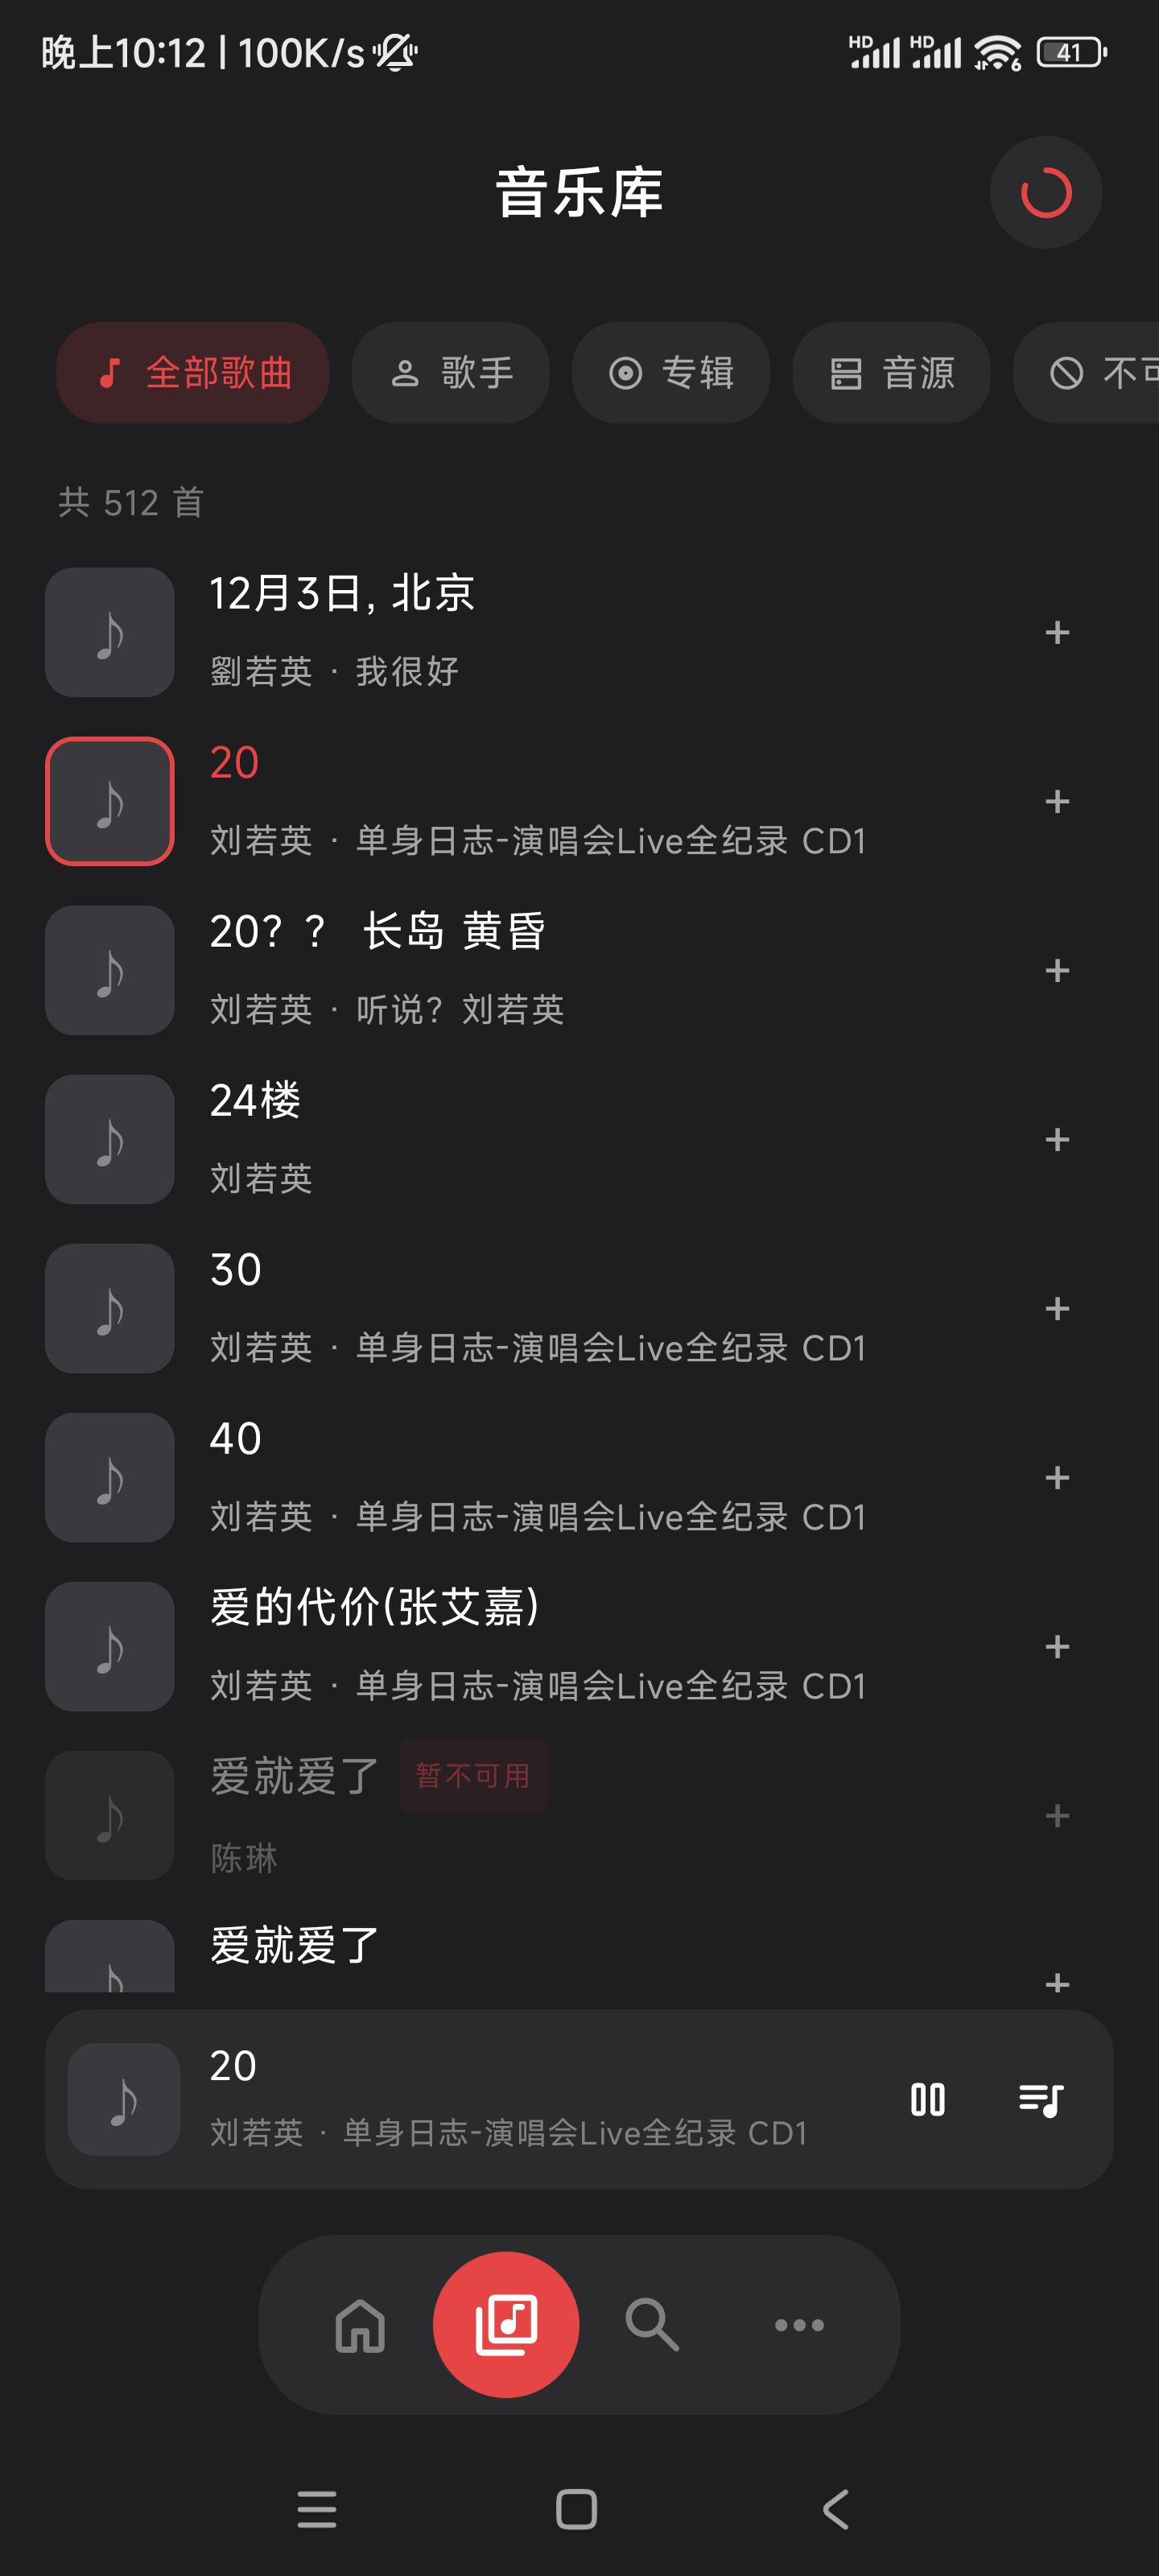 晚上10:12 | 100K/s HD HD 6 41
音乐库
全部歌曲 歌手 专辑 音源 不可
共 512 首
12月3日, 北京
劉若英 · 我很好
20
刘若英 · 单身日志-演唱会Live全纪录 CD1
20？？ 长岛 黄昏
刘若英 · 听说？刘若英
24楼
刘若英
30
刘若英 · 单身日志-演唱会Live全纪录 CD1
40
刘若英 · 单身日志-演唱会Live全纪录 CD1
爱的代价(张艾嘉)
刘若英 · 单身日志-演唱会Live全纪录 CD1
爱就爱了 暂不可用
陈琳
爱就爱了
20
刘若英 · 单身日志-演唱会Live全纪录 CD1